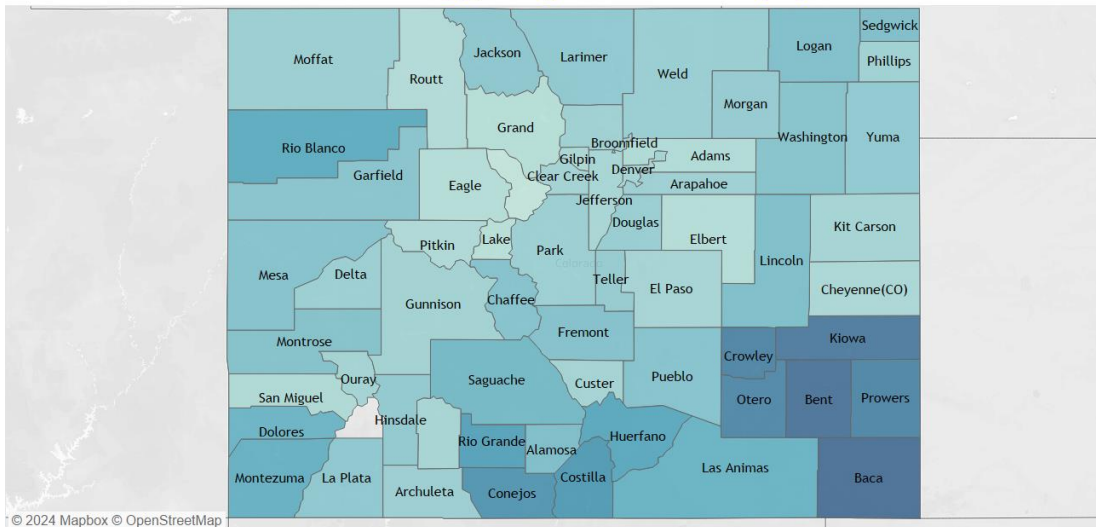 Sedgwick
Logan
Jackson
Larimer
Moffat
Phillips
Weld
Routt
Morgan
Grand
Washington
Yuma
Broomfield
Rio Blanco
Gilpin
Adams
Denver
Garfield
Clear Creek
Eagle
Arapahoe
Jefferson
Douglas
Kit Carson
Lake
Elbert
Pitkin
Park
Lincoln
Colorado
Mesa
Delta
Teller
El Paso
Cheyenne(CO)
Gunnison
Chaffee
Fremont
Montrose
Kiowa
Crowley
Ouray
Saguache
Custer
Pueblo
San Miguel
Otero
Bent
Prowers
Hinsdale
Dolores
Rio Grande
Huerfano
Alamosa
Las Animas
Montezuma
La Plata
Costilla
Baca
Archuleta
Conejos
© 2024 Mapbox © OpenStreetMap